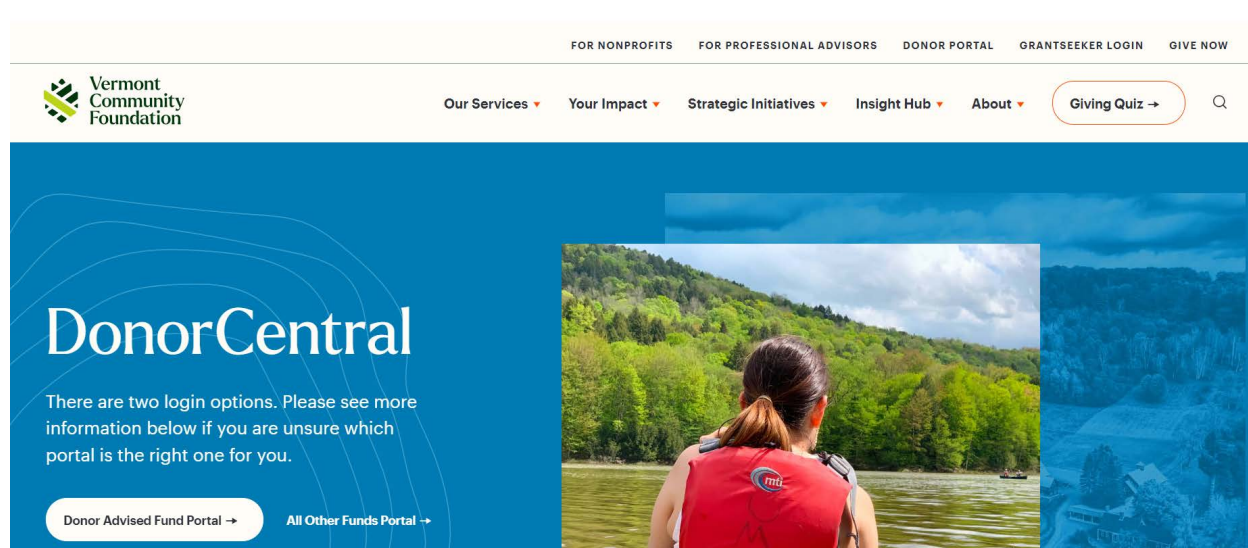 FOR NONPROFITS FOR PROFESSIONAL ADVISORS DONOR PORTAL GRANTSEEKER LOGIN GIVE NOW
Vermont
Community
Foundation
Our Services ▾ Your Impact ▾ Strategic Initiatives ▾ Insight Hub ▾ About ▾ Giving Quiz →
DonorCentral
There are two login options. Please see more
information below if you are unsure which
portal is the right one for you.
Donor Advised Fund Portal → All Other Funds Portal →
mti